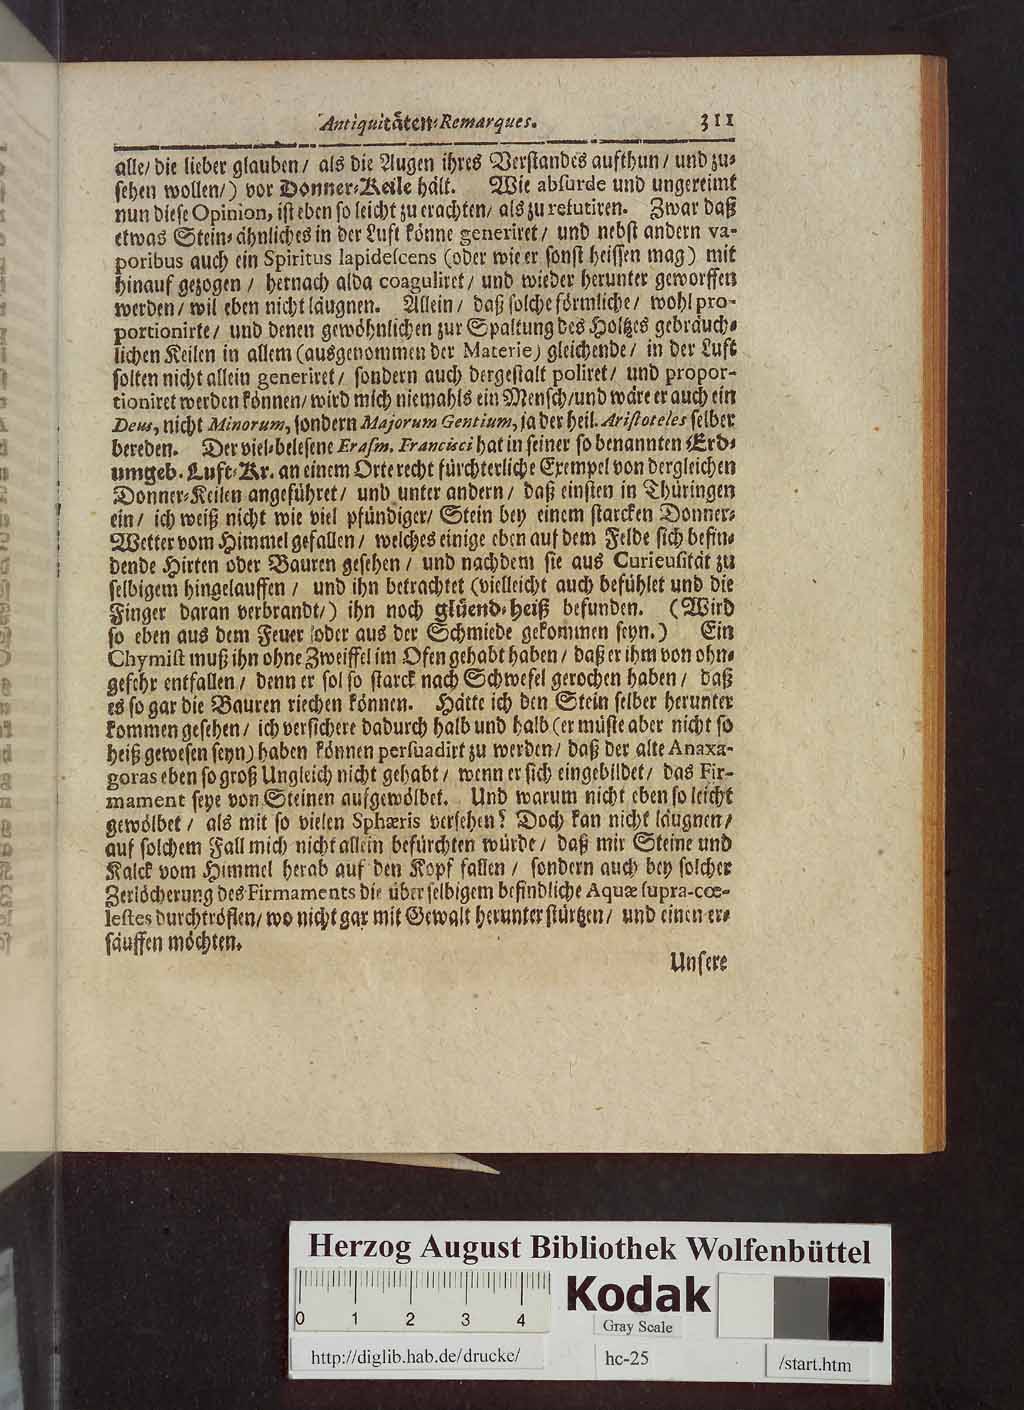 Antiquitäten-Remarques. 311
alle/ die lieber glauben/ als die Augen ihres Verstandes aufthun/ und zu-
sehen wollen/) vor Donner-Keile hält. Wie absurde und ungereimt
nun diese Opinion, ist eben so leicht zu erachten/ als zu refutiren. Zwar daß
etwas Stein-ähnliches in der Luft könne generiret/ und nebst andern va-
poribus auch ein Spiritus lapidescens (oder wie er sonst heissen mag) mit
hinauf gezogen/ hernach alda coaguliret/ und wieder herunter geworffen
werden/ wil eben nicht läugnen. Allein/ daß solche förmliche/ wohl pro-
portionirte/ und denen gewöhnlichen zur Spaltung des Holtzes gebräuch-
lichen Keilen in allem (ausgenommen der Materie) gleichende/ in der Luft
solten nicht allein generiret/ sondern auch dergestalt poliret/ und propor-
tioniret werden können/ wird mich niemahls ein Mensch/ und wäre er auch ein
Deus, nicht Minorum, sondern Majorum Gentium, ja der heil. Aristoteles selber
bereden. Der viel-belesene Erasm. Francisci hat in seiner so benannten Erd-
umgeb. Luft-Kr. an einem Orte recht fürchterliche Exempel von dergleichen
Donner-Keilen angeführet/ und unter andern/ daß einsten in Thüringen
ein/ ich weiß nicht wie viel pfündiger/ Stein bey einem starcken Donner-
Wetter vom Himmel gefallen/ welches einige eben auf dem Felde sich befin-
dende Hirten oder Bauren gesehen/ und nachdem sie aus Curieusität zu
selbigem hingelauffen/ und ihn betrachtet (vielleicht auch befühlet und die
Finger daran verbrandt/) ihn noch glüend-heiß befunden. (Wird
so eben aus dem Feuer oder aus der Schmiede gekommen seyn.) Ein
Chymist muß ihn ohne Zweiffel im Ofen gehabt haben/ daß er ihm von ohn-
gefehr entfallen/ denn er sol so starck nach Schwefel gerochen haben/ daß
es so gar die Bauren riechen können. Hätte ich den Stein selber herunter
kommen gesehen/ ich versichere dadurch halb und halb (er müste aber nicht so
heiß gewesen seyn) haben können persuadirt zu werden/ daß der alte Anaxa-
goras eben so groß Ungleich nicht gehabt/ wenn er sich eingebildet/ das Fir-
mament seye von Steinen aufgewölbet. Und warum nicht eben so leicht
gewölbet/ als mit so vielen Sphæris versehen? Doch kan nicht läugnen/
auf solchem Fall mich nicht allein befürchten würde/ daß mir Steine und
Kalck vom Himmel herab auf den Kopf fallen/ sondern auch bey solcher
Zerlöcherung des Firmaments die über selbigem befindliche Aquæ supra-cœ-
lestes durchtröflen/ wo nicht gar mit Gewalt herunter stürtzen/ und einen er-
säuffen möchten.
Unsere
Herzog August Bibliothek Wolfenbüttel
0 1 2 3 4
Kodak
Gray Scale
http://diglib.hab.de/drucke/ hc-25 /start.htm